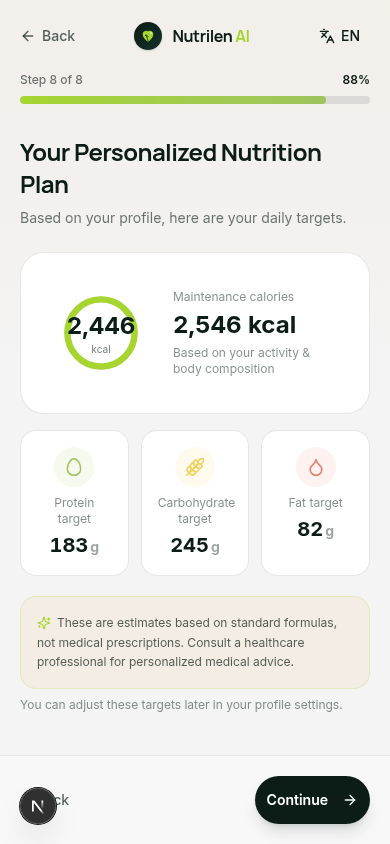 Back
Nutrilen AI
EN
Step 8 of 8
88%
Your Personalized Nutrition
Plan
Based on your profile, here are your daily targets.
2,446
kcal
Maintenance calories
2,546 kcal
Based on your activity &
body composition
Protein
target
183 g
Carbohydrate
target
245 g
Fat target
82 g
These are estimates based on standard formulas,
not medical prescriptions. Consult a healthcare
professional for personalized medical advice.
You can adjust these targets later in your profile settings.
N
ck
Continue